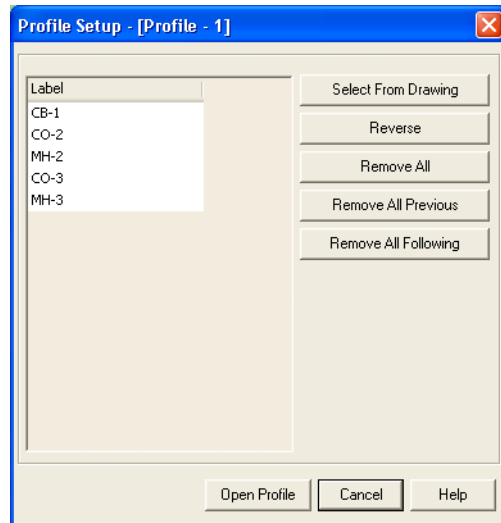 Profile Setup - [Profile - 1]
Label
CB-1
CO-2
MH-2
CO-3
MH-3
Select From Drawing
Reverse
Remove All
Remove All Previous
Remove All Following
Open Profile
Cancel
Help